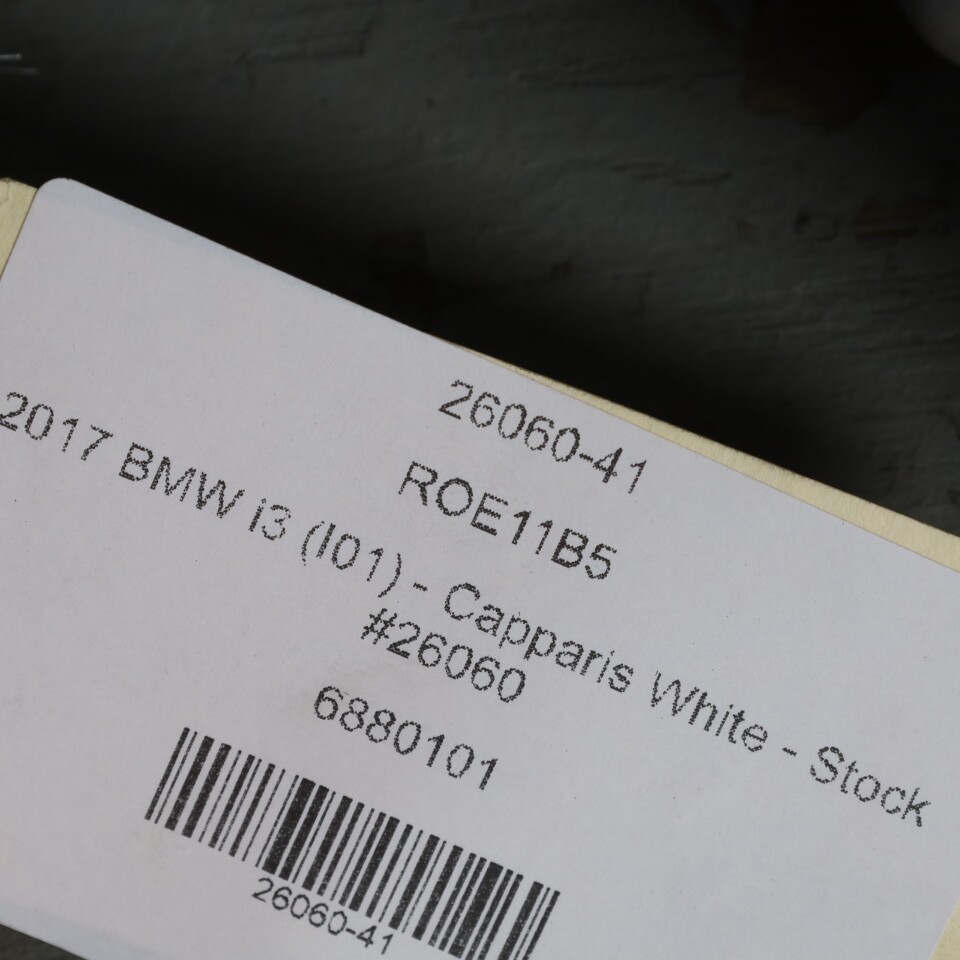 26060-41
ROE11B5
2017 BMW i3 (I01) - Capparis White - Stock
#26060
6880101
26060-41